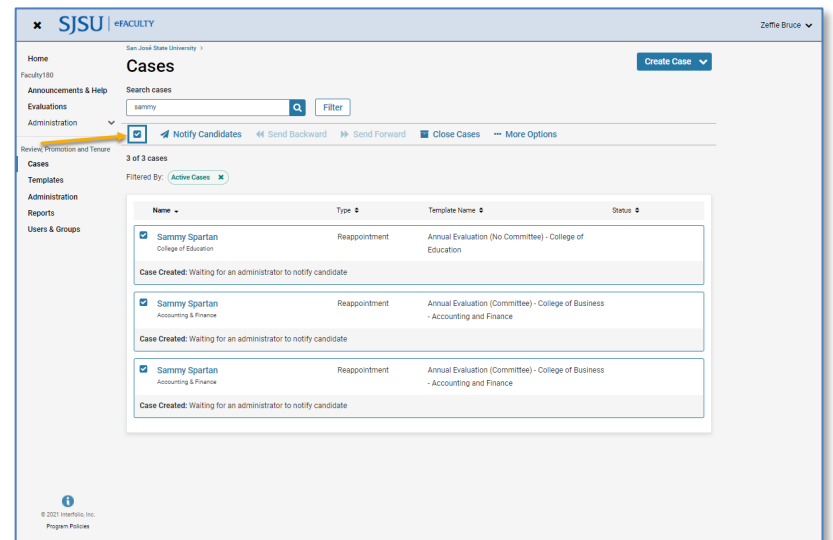 × SJSU | eFACULTY
Zeffie Bruce
Home
Faculty180
Announcements & Help
Evaluations
Administration
Review, Promotion and Tenure
Cases
Templates
Administration
Reports
Users & Groups
San José State University ›
Cases
Create Case
Search cases
sammy
Filter
Notify Candidates Send Backward Send Forward Close Cases ··· More Options
3 of 3 cases
Filtered By: Active Cases ×
Name Type Template Name Status
Sammy Spartan Reappointment Annual Evaluation (No Committee) - College of
College of Education Education
Case Created: Waiting for an administrator to notify candidate
Sammy Spartan Reappointment Annual Evaluation (Committee) - College of Business
Accounting & Finance - Accounting and Finance
Case Created: Waiting for an administrator to notify candidate
Sammy Spartan Reappointment Annual Evaluation (Committee) - College of Business
Accounting & Finance - Accounting and Finance
Case Created: Waiting for an administrator to notify candidate
© 2021 Interfolio, Inc.
Program Policies